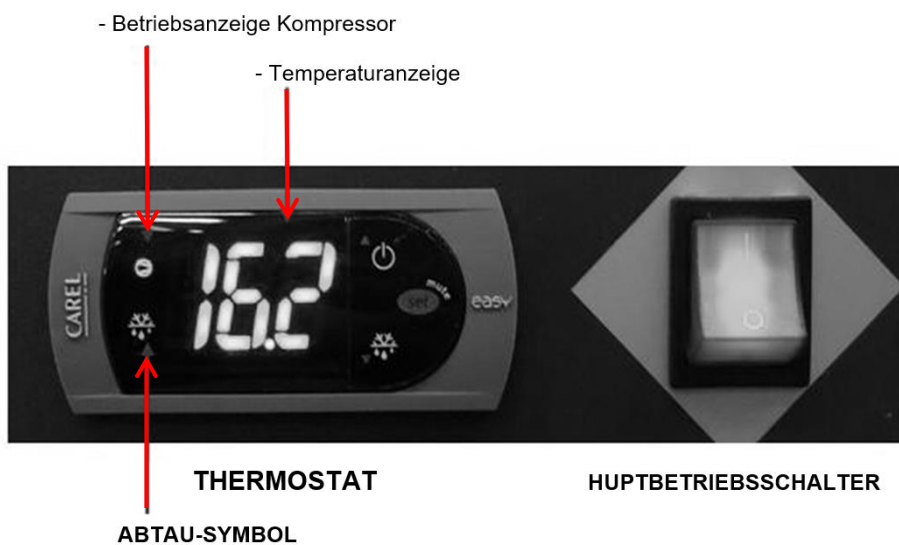 - Betriebsanzeige Kompressor
- Temperaturanzeige
CAREL
16.2
mute
set
easy
THERMOSTAT
HUPTBETRIEBSSCHALTER
ABTAU-SYMBOL